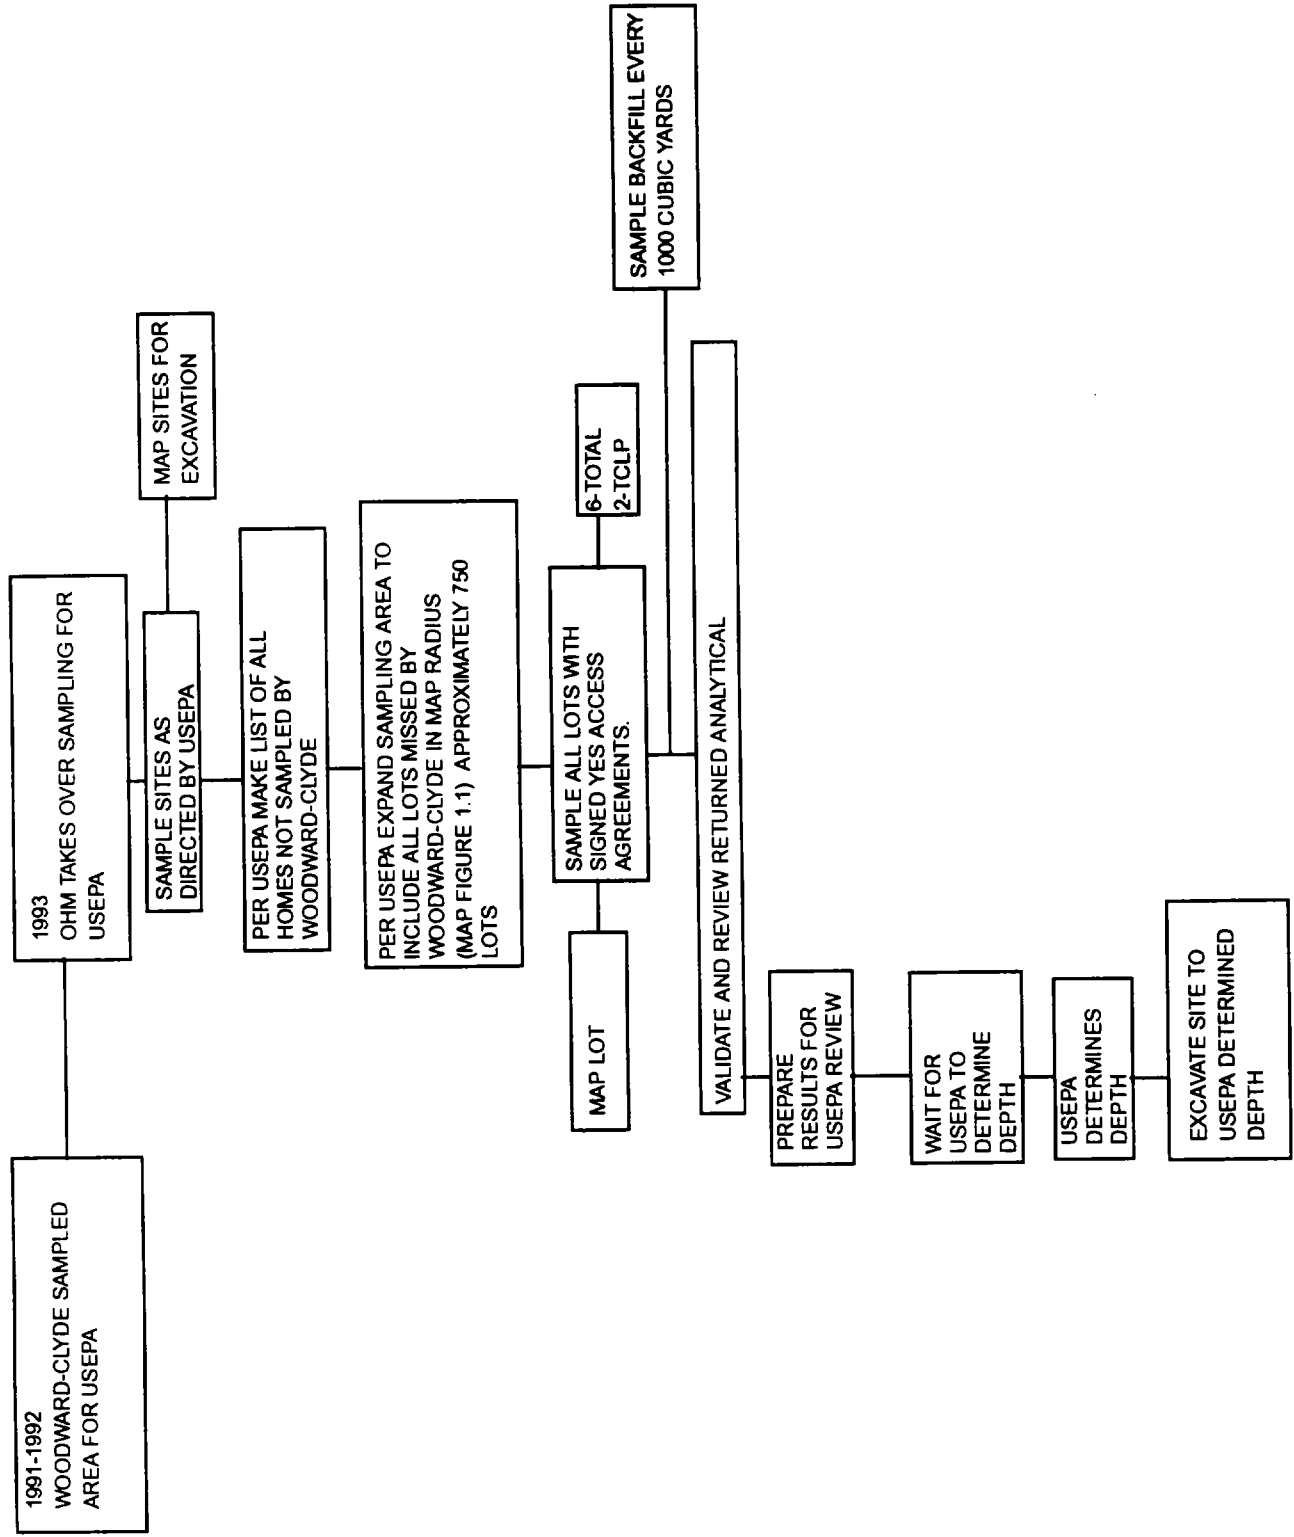 1991-1992
WOODWARD-CLYDE SAMPLED
AREA FOR USEPA
1993
OHM TAKES OVER SAMPLING FOR
USEPA
SAMPLE SITES AS
DIRECTED BY USEPA
MAP SITES FOR
EXCAVATION
PER USEPA MAKE LIST OF ALL
HOMES NOT SAMPLED BY
WOODWARD-CLYDE
PER USEPA EXPAND SAMPLING AREA TO
INCLUDE ALL LOTS MISSED BY
WOODWARD-CLYDE IN MAP RADIUS
(MAP FIGURE 1.1) APPROXIMATELY 750
LOTS
MAP LOT
SAMPLE ALL LOTS WITH
SIGNED YES ACCESS
AGREEMENTS.
6-TOTAL
2-TCLP
SAMPLE BACKFILL EVERY
1000 CUBIC YARDS
VALIDATE AND REVIEW RETURNED ANALYTICAL
PREPARE
RESULTS FOR
USEPA REVIEW
WAIT FOR
USEPA TO
DETERMINE
DEPTH
USEPA
DETERMINES
DEPTH
EXCAVATE SITE TO
USEPA DETERMINED
DEPTH